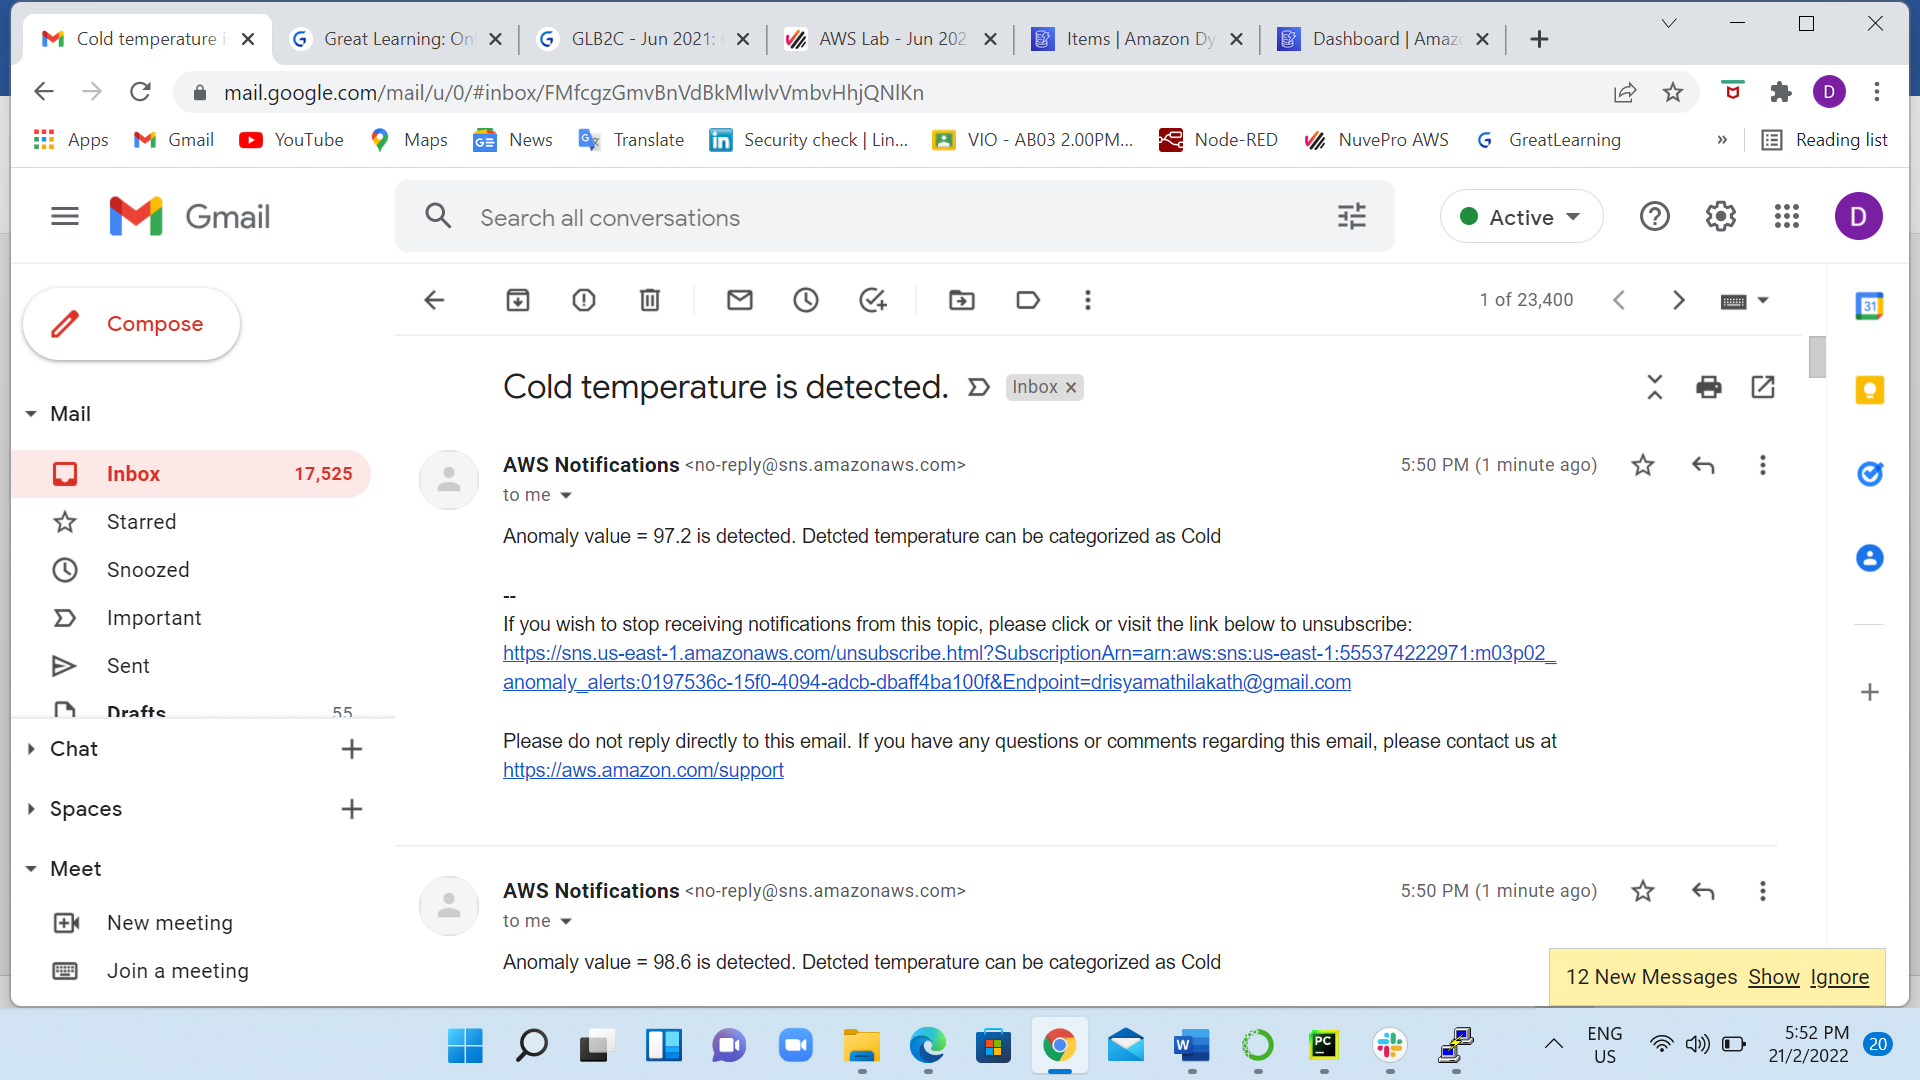 Cold temperature i
Great Learning: Onl
GLB2C - Jun 2021:
AWS Lab - Jun 202
Items | Amazon Dy
Dashboard | Amaz
mail.google.com/mail/u/0/#inbox/FMfcgzGmvBnVdBkMlwlvVmbvHhjQNlKn
D
Apps
Gmail
YouTube
Maps
News
Translate
Security check | Lin...
VIO - AB03 2.00PM...
Node-RED
NuvePro AWS
GreatLearning
»
Reading list
Gmail
Search all conversations
Active
D
Compose
1 of 23,400
31
Mail
Cold temperature is detected.
Inbox ×
Inbox 17,525
AWS Notifications <no-reply@sns.amazonaws.com>
5:50 PM (1 minute ago)
to me
Starred
Anomaly value = 97.2 is detected. Detcted temperature can be categorized as Cold
Snoozed
Important
--
If you wish to stop receiving notifications from this topic, please click or visit the link below to unsubscribe:
https://sns.us-east-1.amazonaws.com/unsubscribe.html?SubscriptionArn=arn:aws:sns:us-east-1:555374222971:m03p02_
anomaly_alerts:0197536c-15f0-4094-adcb-dbaff4ba100f&Endpoint=drisyamathilakath@gmail.com
Sent
Drafts 55
Chat
Please do not reply directly to this email. If you have any questions or comments regarding this email, please contact us at
https://aws.amazon.com/support
Spaces
Meet
AWS Notifications <no-reply@sns.amazonaws.com>
5:50 PM (1 minute ago)
to me
New meeting
Anomaly value = 98.6 is detected. Detcted temperature can be categorized as Cold
Join a meeting
12 New Messages Show Ignore
W
PC
ENG
US
5:52 PM
21/2/2022
20